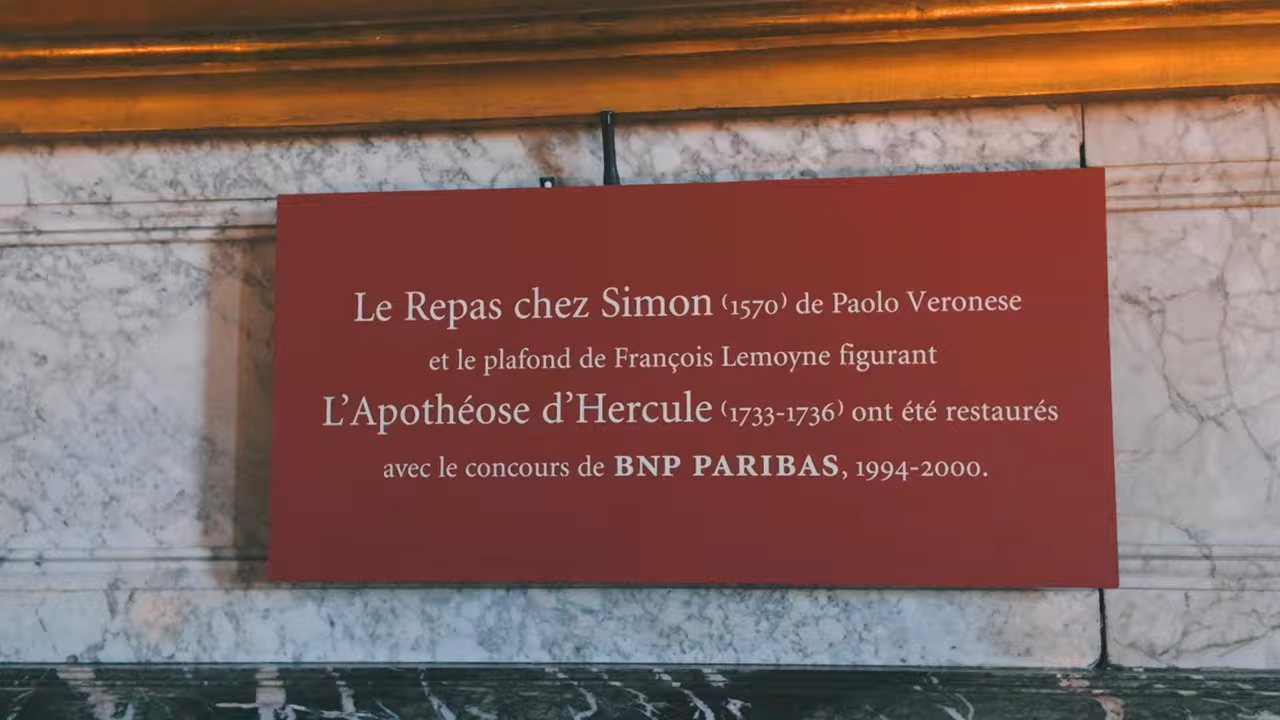 Le Repas chez Simon (1570) de Paolo Veronese
et le plafond de François Lemoyne figurant
L'Apothéose d'Hercule (1733-1736) ont été restaurés
avec le concours de BNP PARIBAS, 1994-2000.